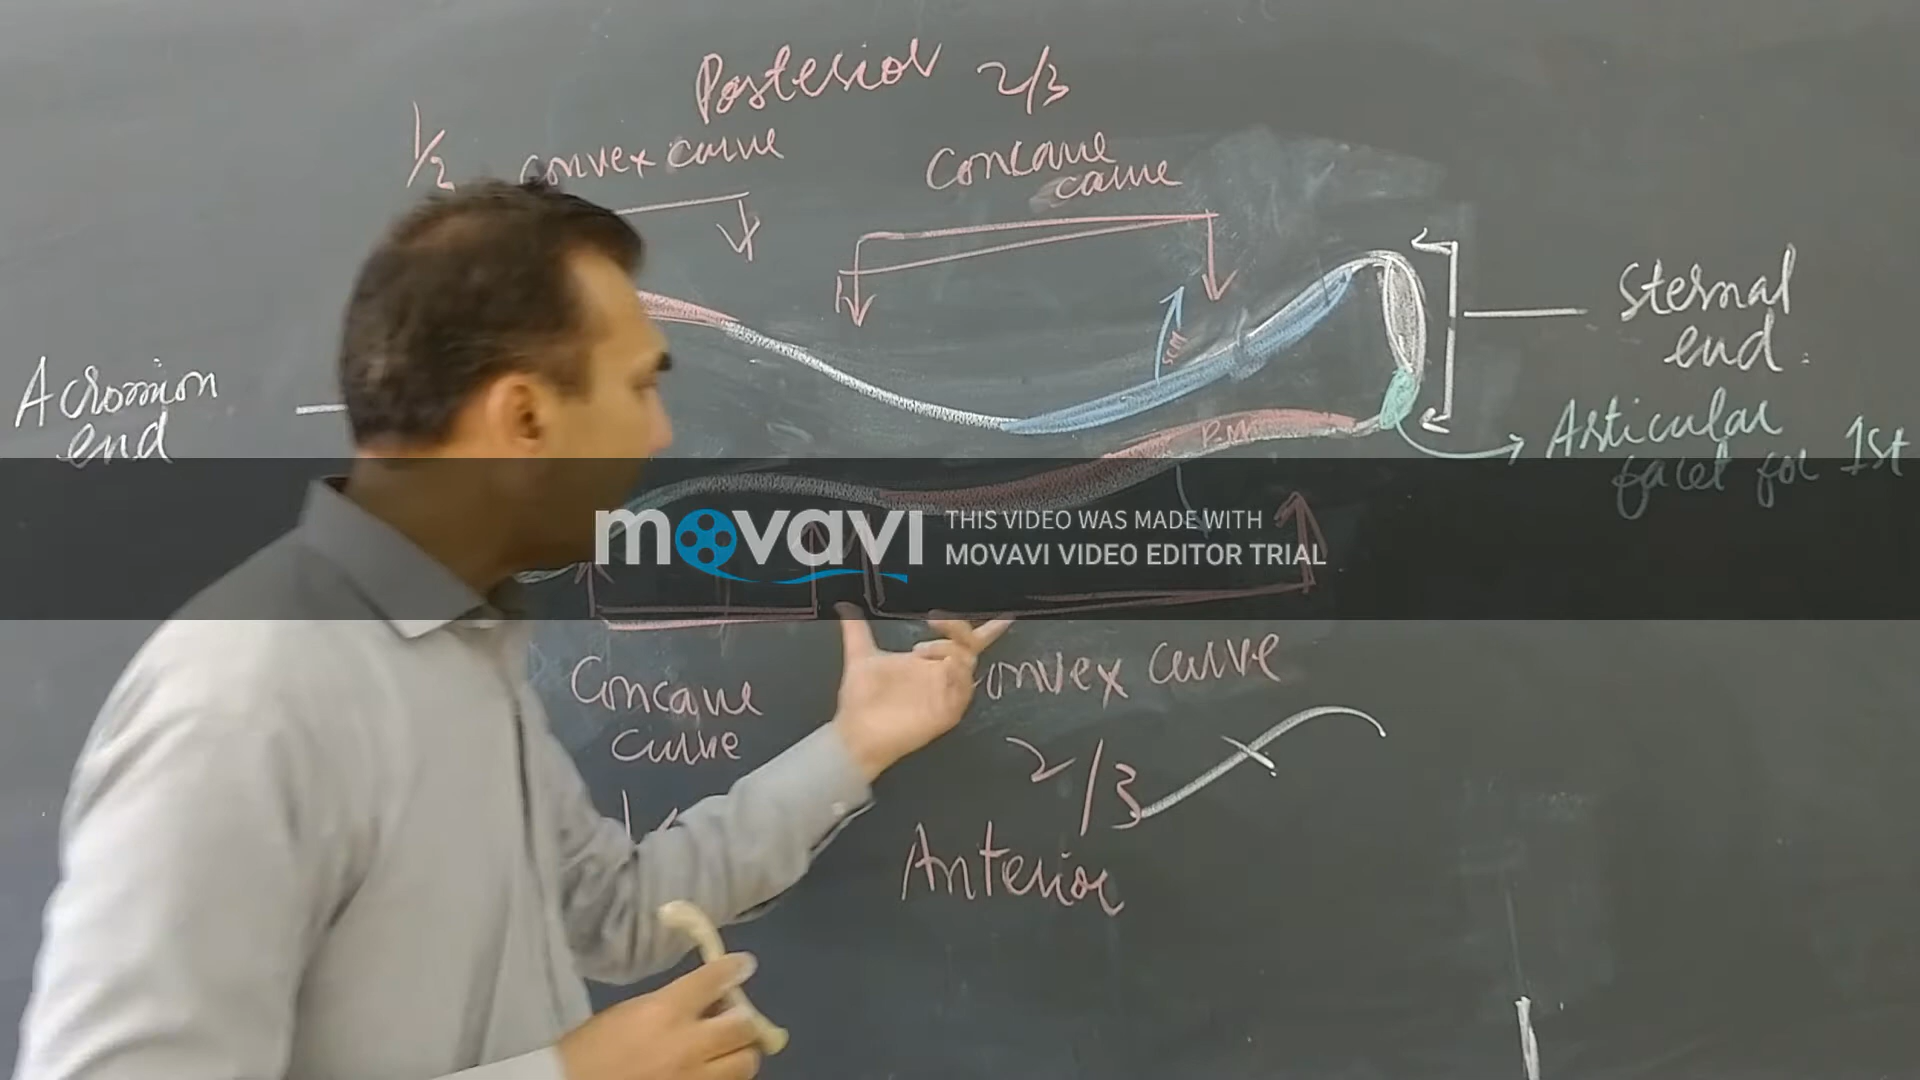 Posterior 2/3
1/2
convex curve
Concave
curve
Sternal
end
scm
Acromion
end
P.M
Articular
facet for 1st
movavi
THIS VIDEO WAS MADE WITH
MOVAVI VIDEO EDITOR TRIAL
Concave
curve
convex curve
2/3
Anterior